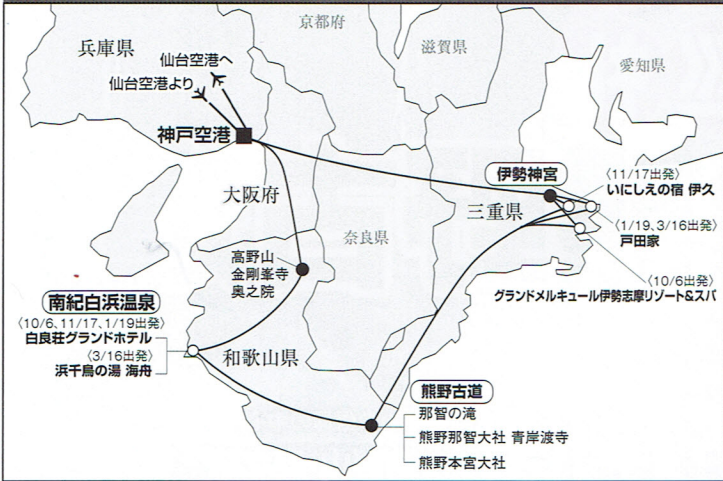 京都府
兵庫県
滋賀県
愛知県
仙台空港へ
仙台空港より
神戸空港
伊勢神宮
〈11/17出発〉
いにしえの宿 伊久
大阪府
三重県
〈1/19、3/16出発〉
戸田家
奈良県
高野山
金剛峯寺
奥之院
〈10/6出発〉
グランドメルキュール伊勢志摩リゾート&スパ
南紀白浜温泉
〈10/6、11/17、1/19出発〉
白良荘グランドホテル
〈3/16出発〉
浜千鳥の湯 海舟
和歌山県
熊野古道
那智の滝
熊野那智大社 青岸渡寺
熊野本宮大社